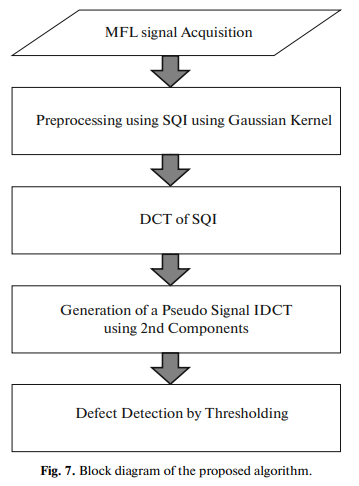 MFL signal Acquisition
Preprocessing using SQI using Gaussian Kernel
DCT of SQI
Generation of a Pseudo Signal IDCT
using 2nd Components
Defect Detection by Thresholding
Fig. 7. Block diagram of the proposed algorithm.